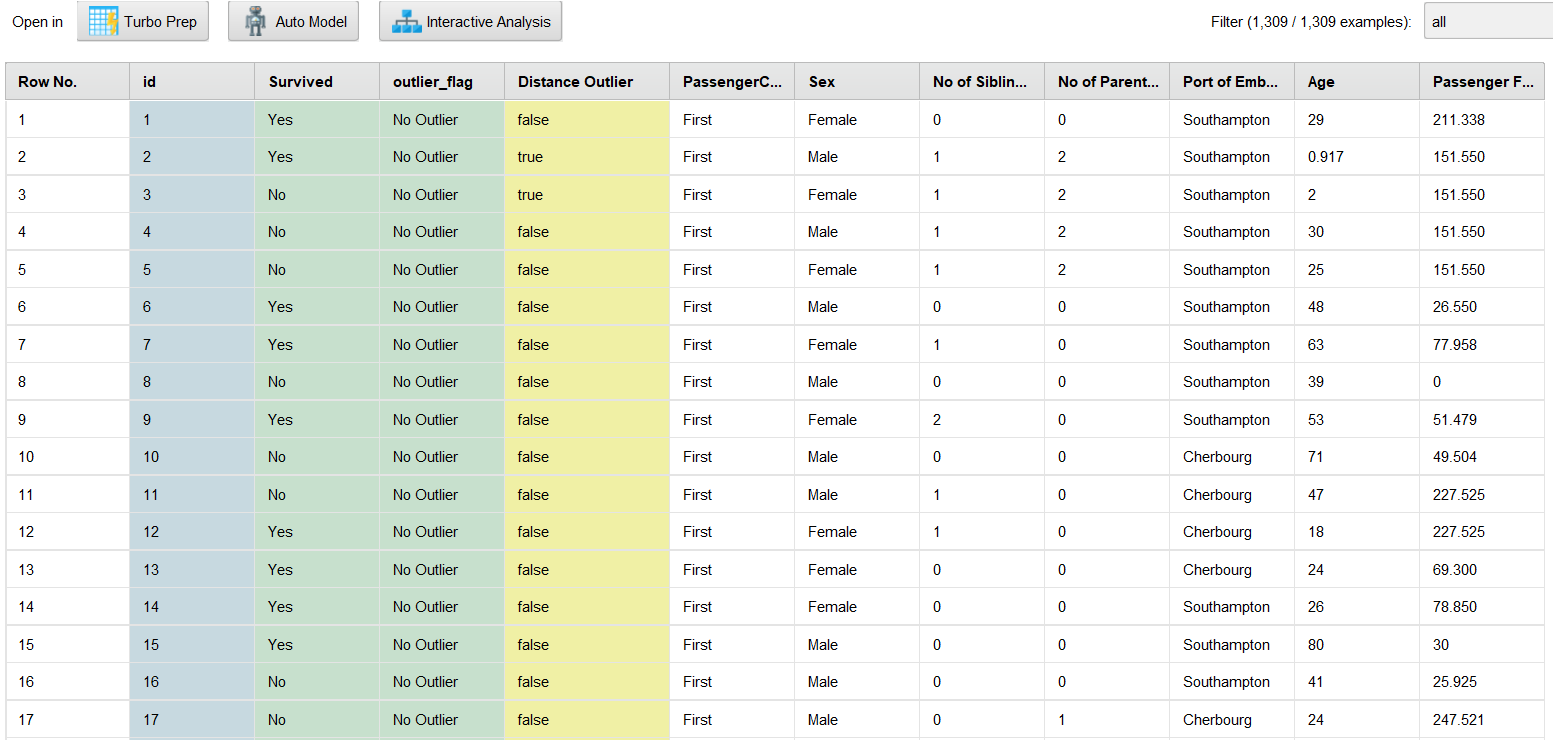 Open in Turbo Prep Auto Model Interactive Analysis Filter (1,309 / 1,309 examples): all
Row No. id Survived outlier_flag Distance Outlier PassengerC... Sex No of Siblin... No of Parent... Port of Emb... Age Passenger F...
1 1 Yes No Outlier false First Female 0 0 Southampton 29 211.338
2 2 Yes No Outlier true First Male 1 2 Southampton 0.917 151.550
3 3 No No Outlier true First Female 1 2 Southampton 2 151.550
4 4 No No Outlier false First Male 1 2 Southampton 30 151.550
5 5 No No Outlier false First Female 1 2 Southampton 25 151.550
6 6 Yes No Outlier false First Male 0 0 Southampton 48 26.550
7 7 Yes No Outlier false First Female 1 0 Southampton 63 77.958
8 8 No No Outlier false First Male 0 0 Southampton 39 0
9 9 Yes No Outlier false First Female 2 0 Southampton 53 51.479
10 10 No No Outlier false First Male 0 0 Cherbourg 71 49.504
11 11 No No Outlier false First Male 1 0 Cherbourg 47 227.525
12 12 Yes No Outlier false First Female 1 0 Cherbourg 18 227.525
13 13 Yes No Outlier false First Female 0 0 Cherbourg 24 69.300
14 14 Yes No Outlier false First Female 0 0 Southampton 26 78.850
15 15 Yes No Outlier false First Male 0 0 Southampton 80 30
16 16 No No Outlier false First Male 0 0 Southampton 41 25.925
17 17 No No Outlier false First Male 0 1 Cherbourg 24 247.521